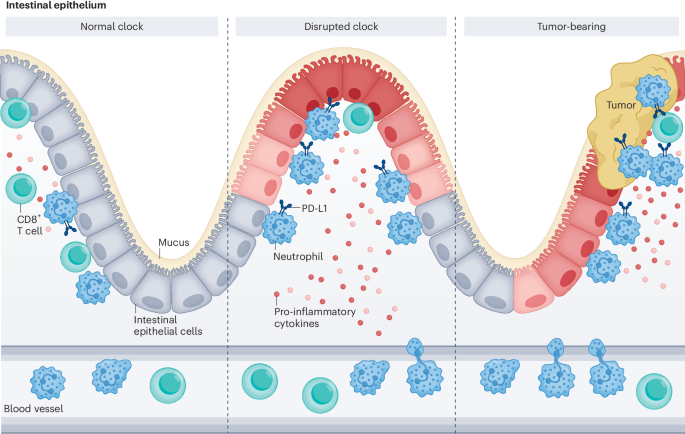 Intestinal epithelium
Normal clock
Disrupted clock
Tumor-bearing
Tumor
CD8⁺
T cell
PD-L1
Mucus
Neutrophil
Intestinal
epithelial cells
Pro-inflammatory
cytokines
Blood vessel